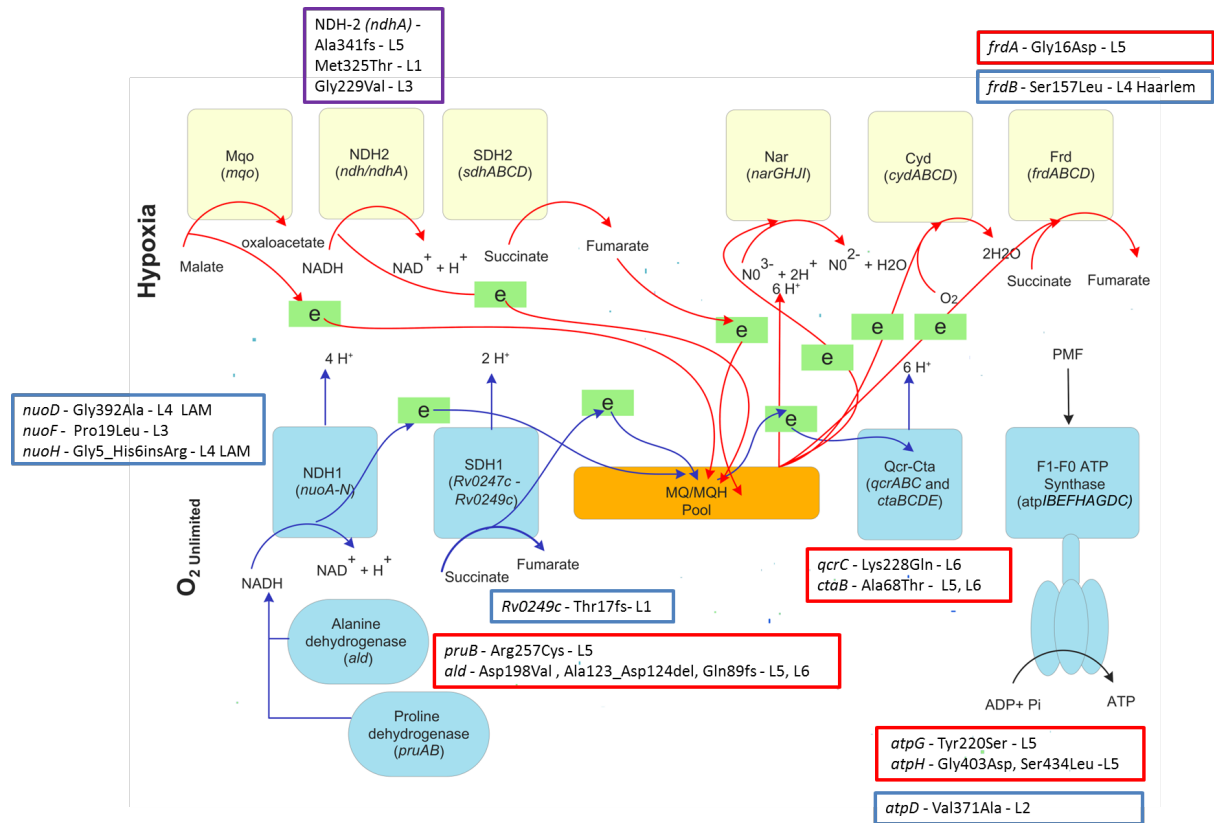 NDH-2 (ndhA) -
Ala341fs - L5
Met325Thr - L1
Gly229Val - L3
frdA - Gly16Asp - L5
frdB - Ser157Leu - L4 Haarlem
Hypoxia
Mqo
(mqo)
NDH2
(ndh/ndhA)
SDH2
(sdhABCD)
Nar
(narGHJI)
Cyd
(cydABCD)
Frd
(frdABCD)
Malate
oxaloacetate
NADH
NAD+ + H+
Succinate
Fumarate
N03- + 2H+
N02- + H2O
6 H+
2H2O
O2
Succinate
Fumarate
e
e
e
e
e
e
4 H+
2 H+
6 H+
PMF
nuoD - Gly392Ala - L4 LAM
nuoF - Pro19Leu - L3
nuoH - Gly5_His6insArg - L4 LAM
e
e
e
O2 Unlimited
NDH1
(nuoA-N)
SDH1
(Rv0247c -
Rv0249c)
MQ/MQH
Pool
Qcr-Cta
(qcrABC and
ctaBCDE)
F1-F0 ATP
Synthase
(atpIBEFHAGDC)
NADH
NAD+ + H+
Succinate
Fumarate
qcrC - Lys228Gln - L6
ctaB - Ala68Thr - L5, L6
Rv0249c - Thr17fs- L1
Alanine
dehydrogenase
(ald)
pruB - Arg257Cys - L5
ald - Asp198Val , Ala123_Asp124del, Gln89fs - L5, L6
Proline
dehydrogenase
(pruAB)
ADP+ Pi
ATP
atpG - Tyr220Ser - L5
atpH - Gly403Asp, Ser434Leu -L5
atpD - Val371Ala - L2